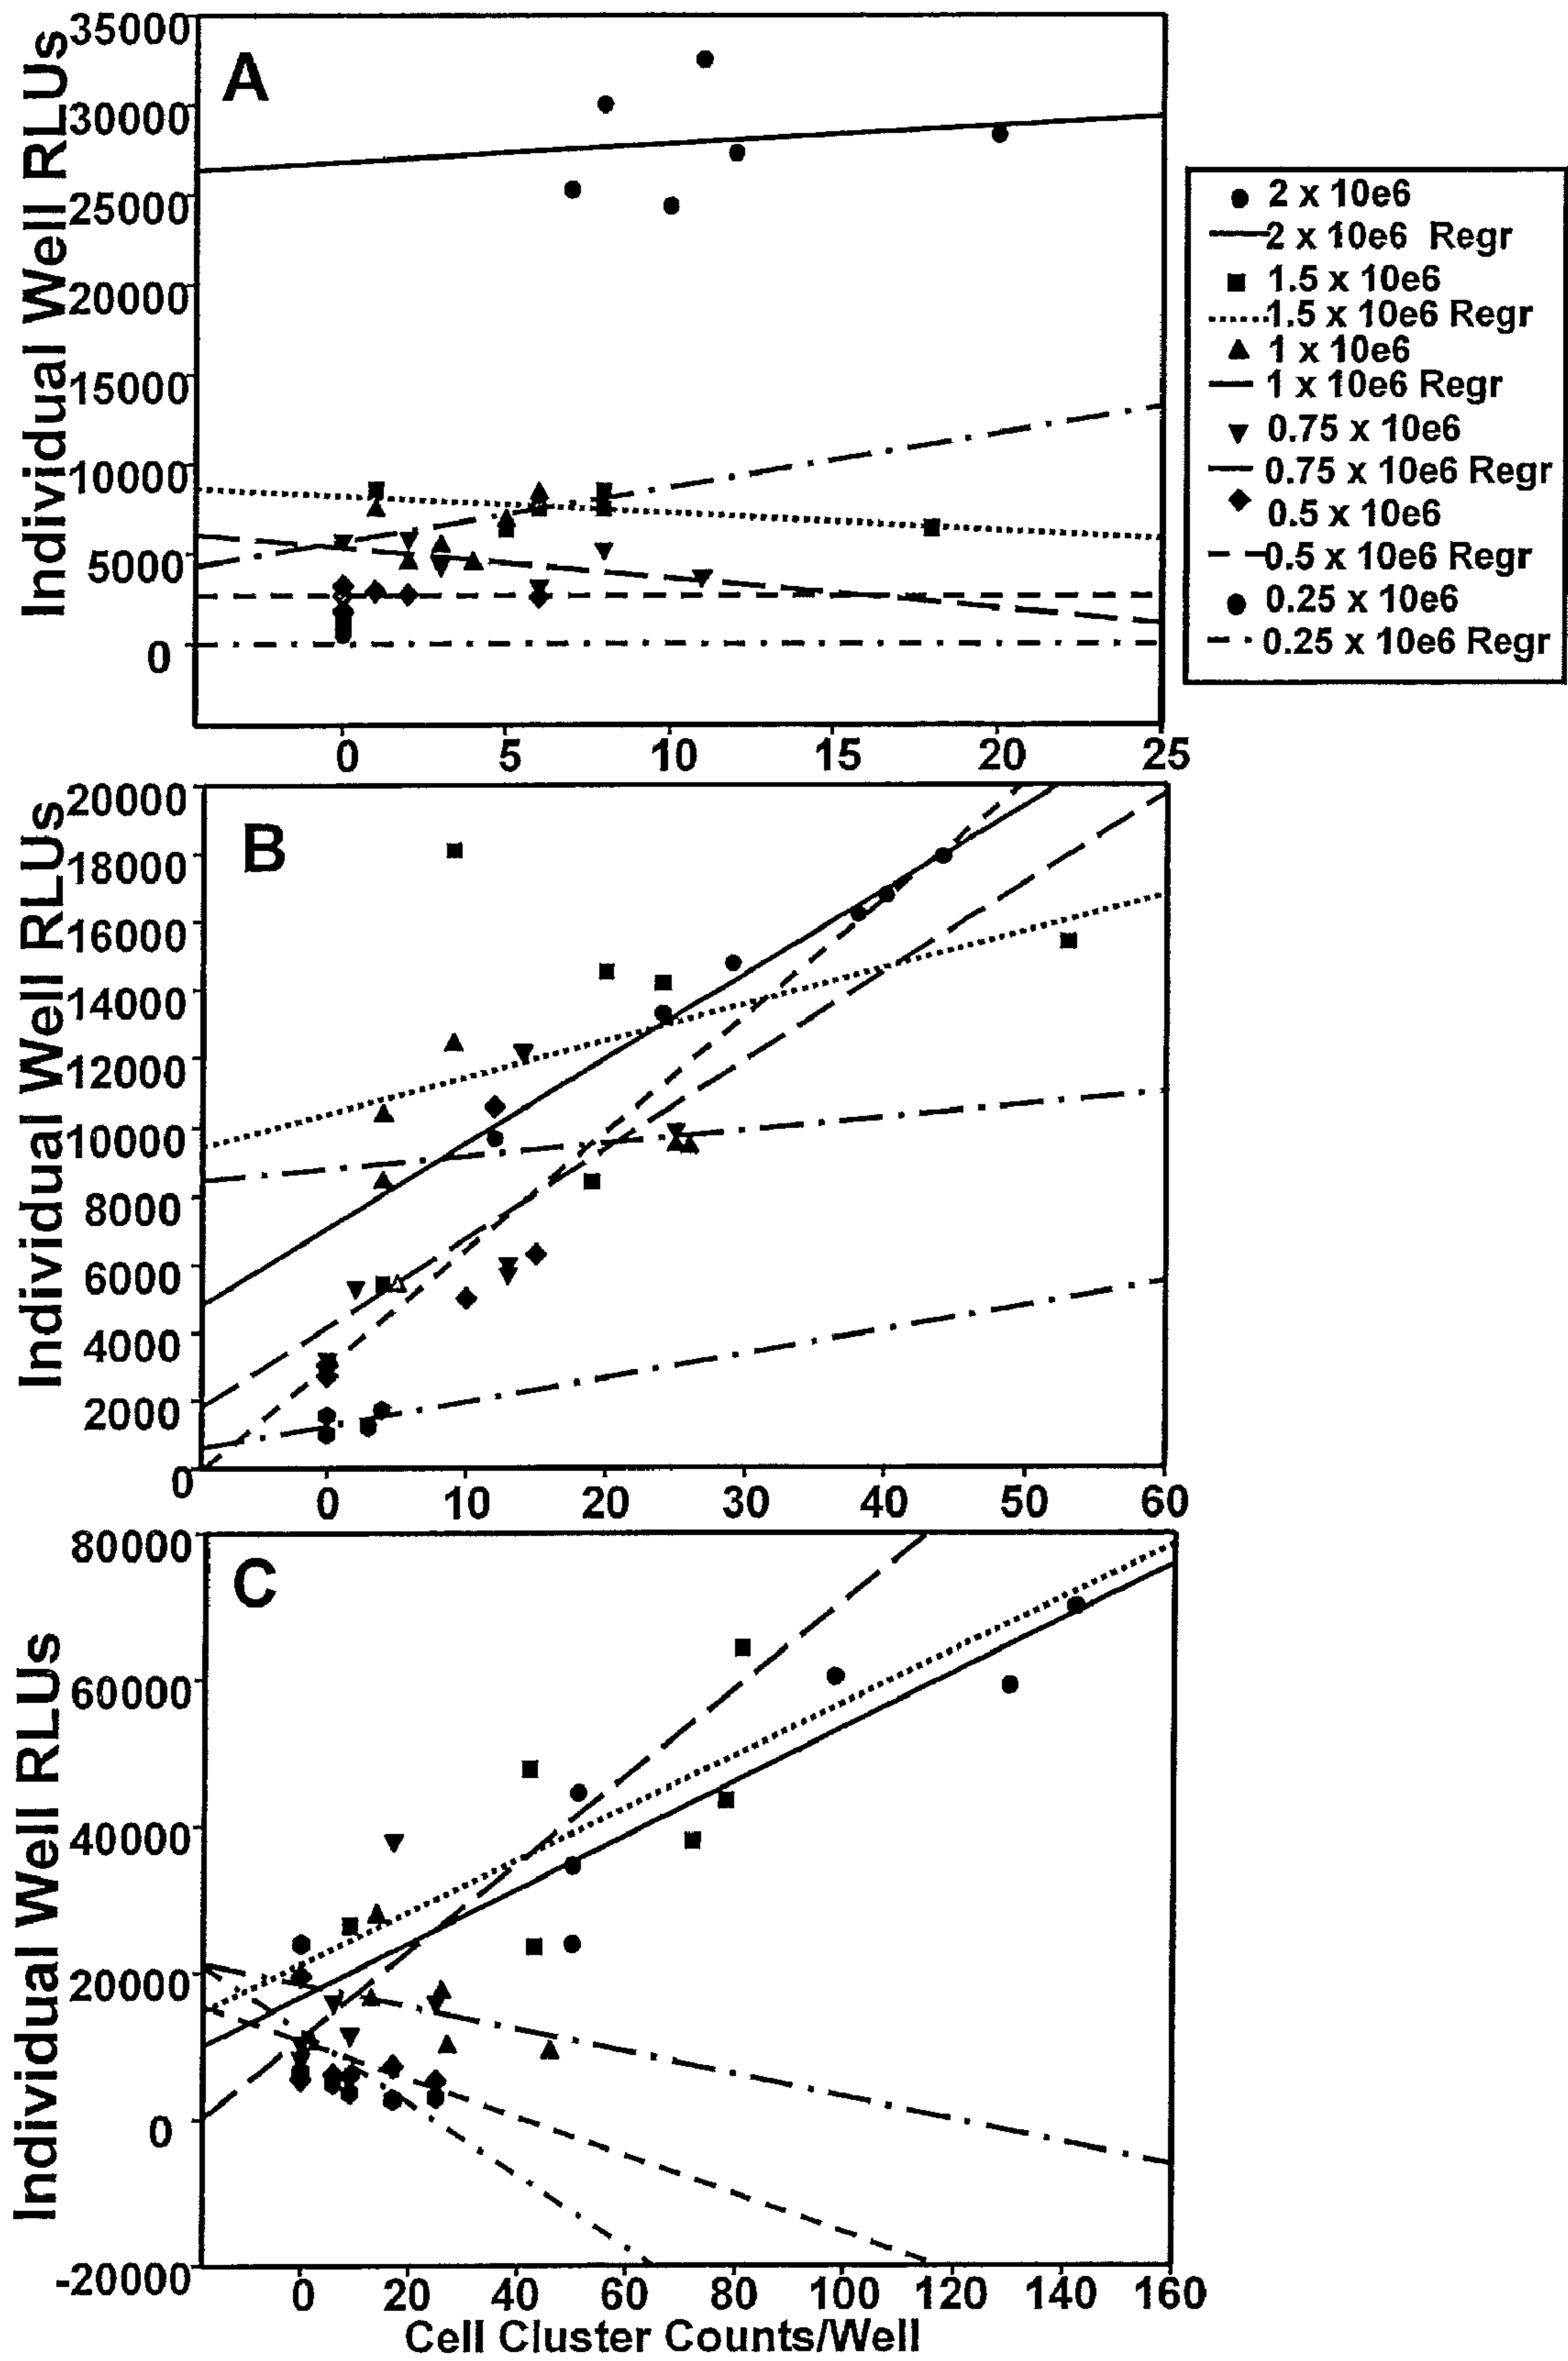 A
Individual Well RLUs
35000
30000
25000
20000
15000
10000
5000
0
0 5 10 15 20 25
2 x 10e6
2 x 10e6 Regr
1.5 x 10e6
1.5 x 10e6 Regr
1 x 10e6
1 x 10e6 Regr
0.75 x 10e6
0.75 x 10e6 Regr
0.5 x 10e6
0.5 x 10e6 Regr
0.25 x 10e6
0.25 x 10e6 Regr
B
Individual Well RLUs
20000
18000
16000
14000
12000
10000
8000
6000
4000
2000
0
0 10 20 30 40 50 60
C
Individual Well RLUs
80000
60000
40000
20000
0
-20000
0 20 40 60 80 100 120 140 160
Cell Cluster Counts/Well